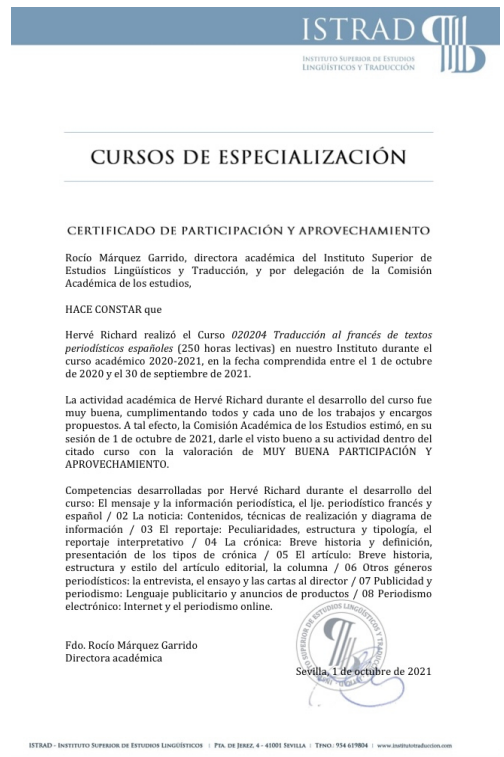 ISTRAD
INSTITUTO SUPERIOR DE ESTUDIOS
LINGÜÍSTICOS Y TRADUCCIÓN
CURSOS DE ESPECIALIZACIÓN
CERTIFICADO DE PARTICIPACIÓN Y APROVECHAMIENTO
Rocío Márquez Garrido, directora académica del Instituto Superior de
Estudios Lingüísticos y Traducción, y por delegación de la Comisión
Académica de los estudios,
HACE CONSTAR que
Hervé Richard realizó el Curso 020204 Traducción al francés de textos
periodísticos españoles (250 horas lectivas) en nuestro Instituto durante el
curso académico 2020-2021, en la fecha comprendida entre el 1 de octubre
de 2020 y el 30 de septiembre de 2021.
La actividad académica de Hervé Richard durante el desarrollo del curso fue
muy buena, cumplimentando todos y cada uno de los trabajos y encargos
propuestos. A tal efecto, la Comisión Académica de los Estudios estimó, en su
sesión de 1 de octubre de 2021, darle el visto bueno a su actividad dentro del
citado curso con la valoración de MUY BUENA PARTICIPACIÓN Y
APROVECHAMIENTO.
Competencias desarrolladas por Hervé Richard durante el desarrollo del
curso: El mensaje y la información periodística, el lje. periodístico francés y
español / 02 La noticia: Contenidos, técnicas de realización y diagrama de
información / 03 El reportaje: Peculiaridades, estructura y tipología, el
reportaje interpretativo / 04 La crónica: Breve historia y definición,
presentación de los tipos de crónica / 05 El artículo: Breve historia,
estructura y estilo del artículo editorial, la columna / 06 Otros géneros
periodísticos: la entrevista, el ensayo y las cartas al director / 07 Publicidad y
periodismo: Lenguaje publicitario y anuncios de productos / 08 Periodismo
electrónico: Internet y el periodismo online.
SUPERIOR DE ESTUDIOS LINGÜÍSTICOS Y TRADUCCIÓN
Fdo. Rocío Márquez Garrido
Directora académica
Sevilla, 1 de octubre de 2021
ISTRAD - INSTITUTO SUPERIOR DE ESTUDIOS LINGÜÍSTICOS | PTA. DE JEREZ, 4 - 41001 SEVILLA | TFNO.: 954 619804 | www.institutotraduccion.com